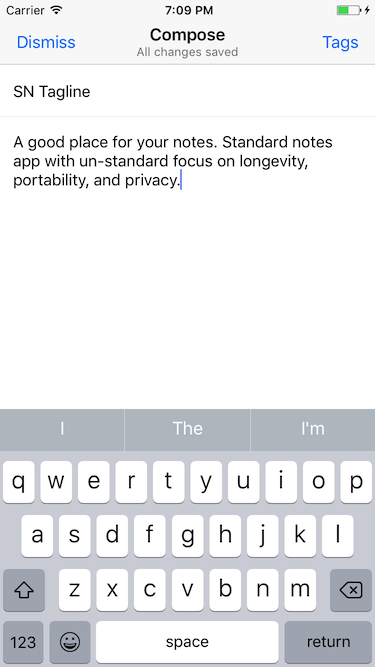 Carrier 7:09 PM
Dismiss Compose Tags
All changes saved
SN Tagline
A good place for your notes. Standard notes
app with un-standard focus on longevity,
portability, and privacy.
I The I'm
q w e r t y u i o p
a s d f g h j k l
z x c v b n m
123 space return